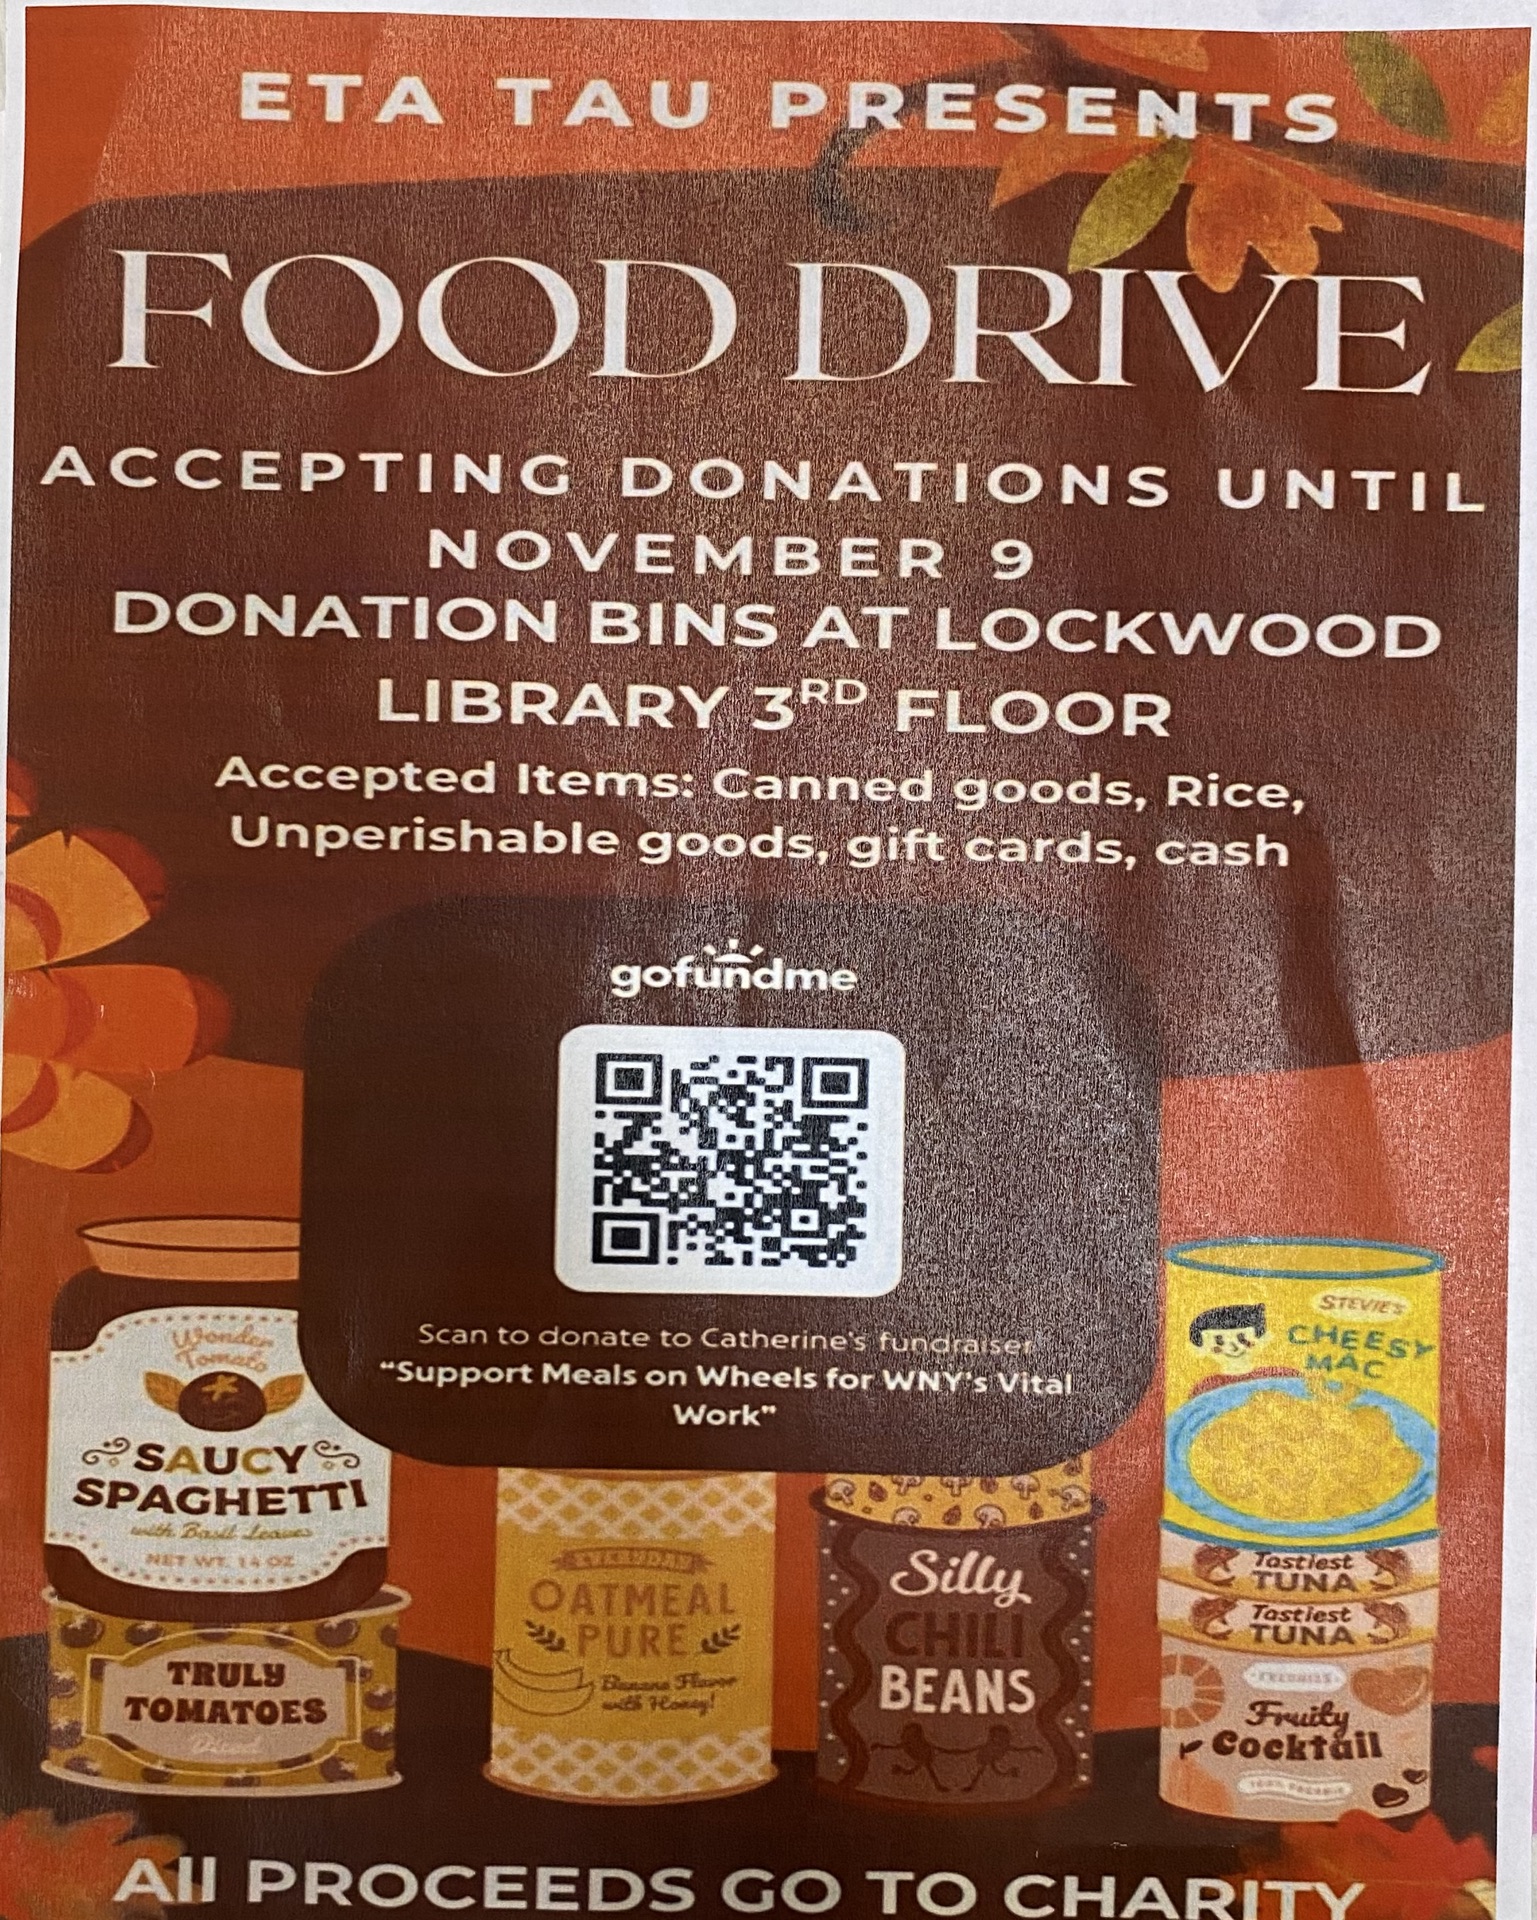 ETA TAU PRESENTS
FOOD DRIVE
ACCEPTING DONATIONS UNTIL
NOVEMBER 9
DONATION BINS AT LOCKWOOD
LIBRARY 3RD FLOOR
Accepted Items: Canned goods, Rice,
Unperishable goods, gift cards, cash
gofundme
Scan to donate to Catherine's fundraiser
“Support Meals on Wheels for WNY's Vital
Work”
Wonder
Tomato
SAUCY
SPAGHETTI
with Basil Leaves
NET WT. 14 OZ
TRULY
TOMATOES
EVERYDAY
OATMEAL
PURE
Banana Flavor
with Honey!
Silly
CHILI
BEANS
STEVIE'S
CHEESY
MAC
Tastiest
TUNA
Tastiest
TUNA
Fruity
Cocktail
All PROCEEDS GO TO CHARITY